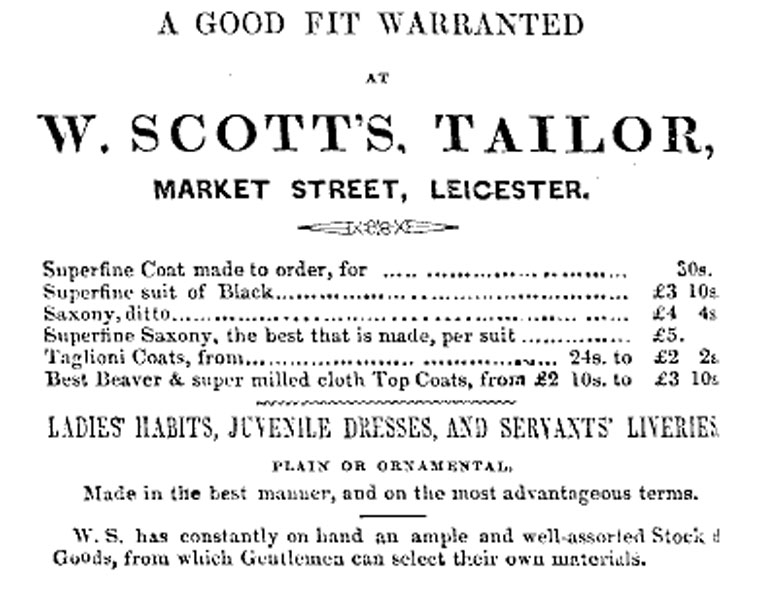 A GOOD FIT WARRANTED
AT
W. SCOTT'S, TAILOR,
MARKET STREET, LEICESTER.
Superfine Coat made to order, for ..... ............................ 30s.
Superfine suit of Black................................................ £3 10s
Saxony, ditto............................................................ £4 4s
Superfine Saxony, the best that is made, per suit .............. £5.
Taglioni Coats, from........................................ 24s. to £2 2s
Best Beaver & super milled cloth Top Coats, from £2 10s. to £3 10s
LADIES' HABITS, JUVENILE DRESSES, AND SERVANTS' LIVERIES
PLAIN OR ORNAMENTAL,
Made in the best manner, and on the most advantageous terms.
W. S. has constantly on hand an ample and well-assorted Stock
Goods, from which Gentlemen can select their own materials.